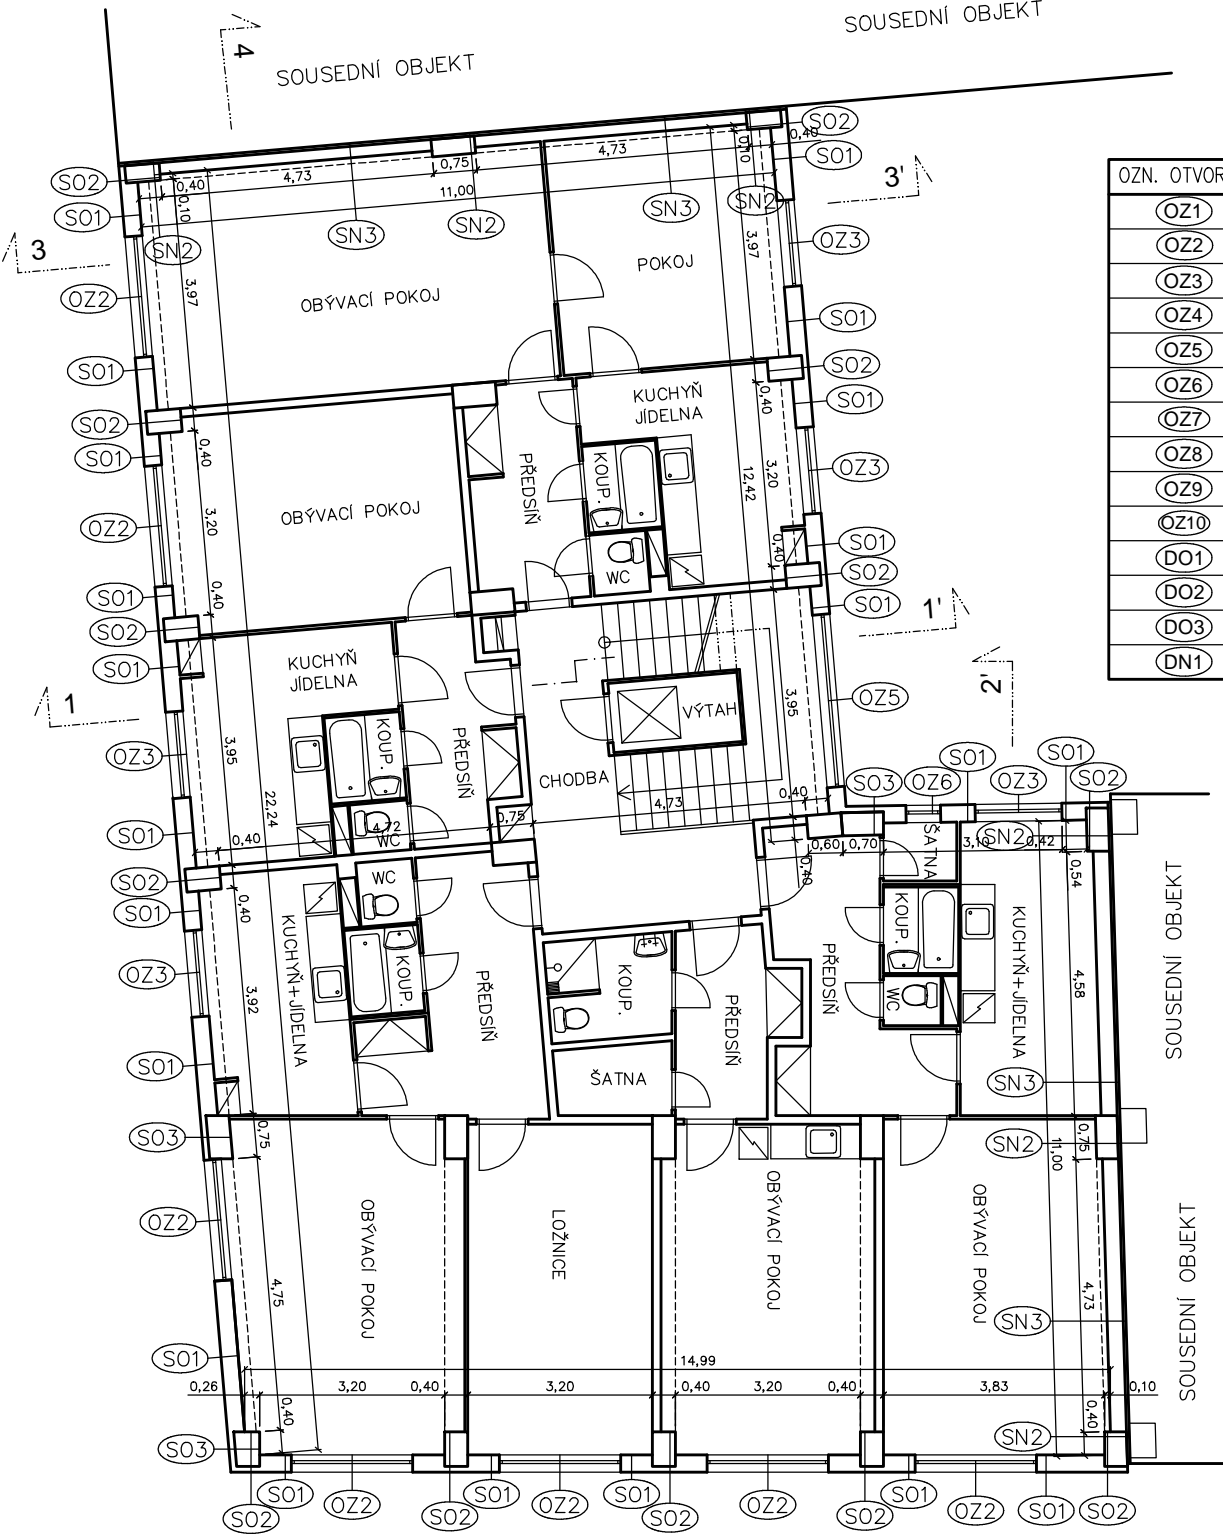 SOUSEDNÍ OBJEKT
SOUSEDNÍ OBJEKT
4
SO2
SO2
0,40
0,10
SO1
4,73
0,75
4,73
0,40
0,10
11,00
3'
SO1
SN2
SN3
SN2
SN3
SN2
3
OZ2
3,97
OBÝVACÍ POKOJ
POKOJ
3,97
OZ3
SO1
SO1
SO2
SO2
SO1
KUCHYŇ
JÍDELNA
0,40
SO1
0,40
OZ2
3,20
OBÝVACÍ POKOJ
PŘEDSÍŇ
KOUP.
12,42
3,20
OZ3
SO1
0,40
WC
0,40
SO1
SO2
SO2
SO1
SO1
1'
KUCHYŇ
JÍDELNA
1
OZ3
3,95
KOUP.
PŘEDSÍŇ
VÝTAH
3,95
OZ5
2'
CHODBA
22,24
SO1
0,40
4,72
WC
0,75
4,73
0,40
SO3
OZ6
SO1
OZ3
SO1
SO2
SO2
0,40
WC
0,60
0,70
ŠATNA
3,10
SN2
0,42
0,54
0,40
SO1
KUCHYŇ+JÍDELNA
KOUP.
PŘEDSÍŇ
OZ3
3,92
KOUP.
PŘEDSÍŇ
PŘEDSÍŇ
KOUP.
WC
KUCHYŇ+JÍDELNA
4,58
SOUSEDNÍ OBJEKT
SO1
ŠATNA
SN3
SO3
0,75
SN2
0,75
11,00
OZ2
OBÝVACÍ POKOJ
LOŽNICE
OBÝVACÍ POKOJ
OBÝVACÍ POKOJ
SOUSEDNÍ OBJEKT
4,75
4,73
SN3
SO1
14,99
0,26
3,20
0,40
3,20
0,40
3,20
0,40
3,83
0,10
0,40
0,40
SO3
SN2
SO2
SO1
OZ2
SO2
SO1
OZ2
SO1
SO2
OZ2
SO2
SO1
OZ2
SO1
SO2
OZN. OTVOR
OZ1
OZ2
OZ3
OZ4
OZ5
OZ6
OZ7
OZ8
OZ9
OZ10
DO1
DO2
DO3
DN1